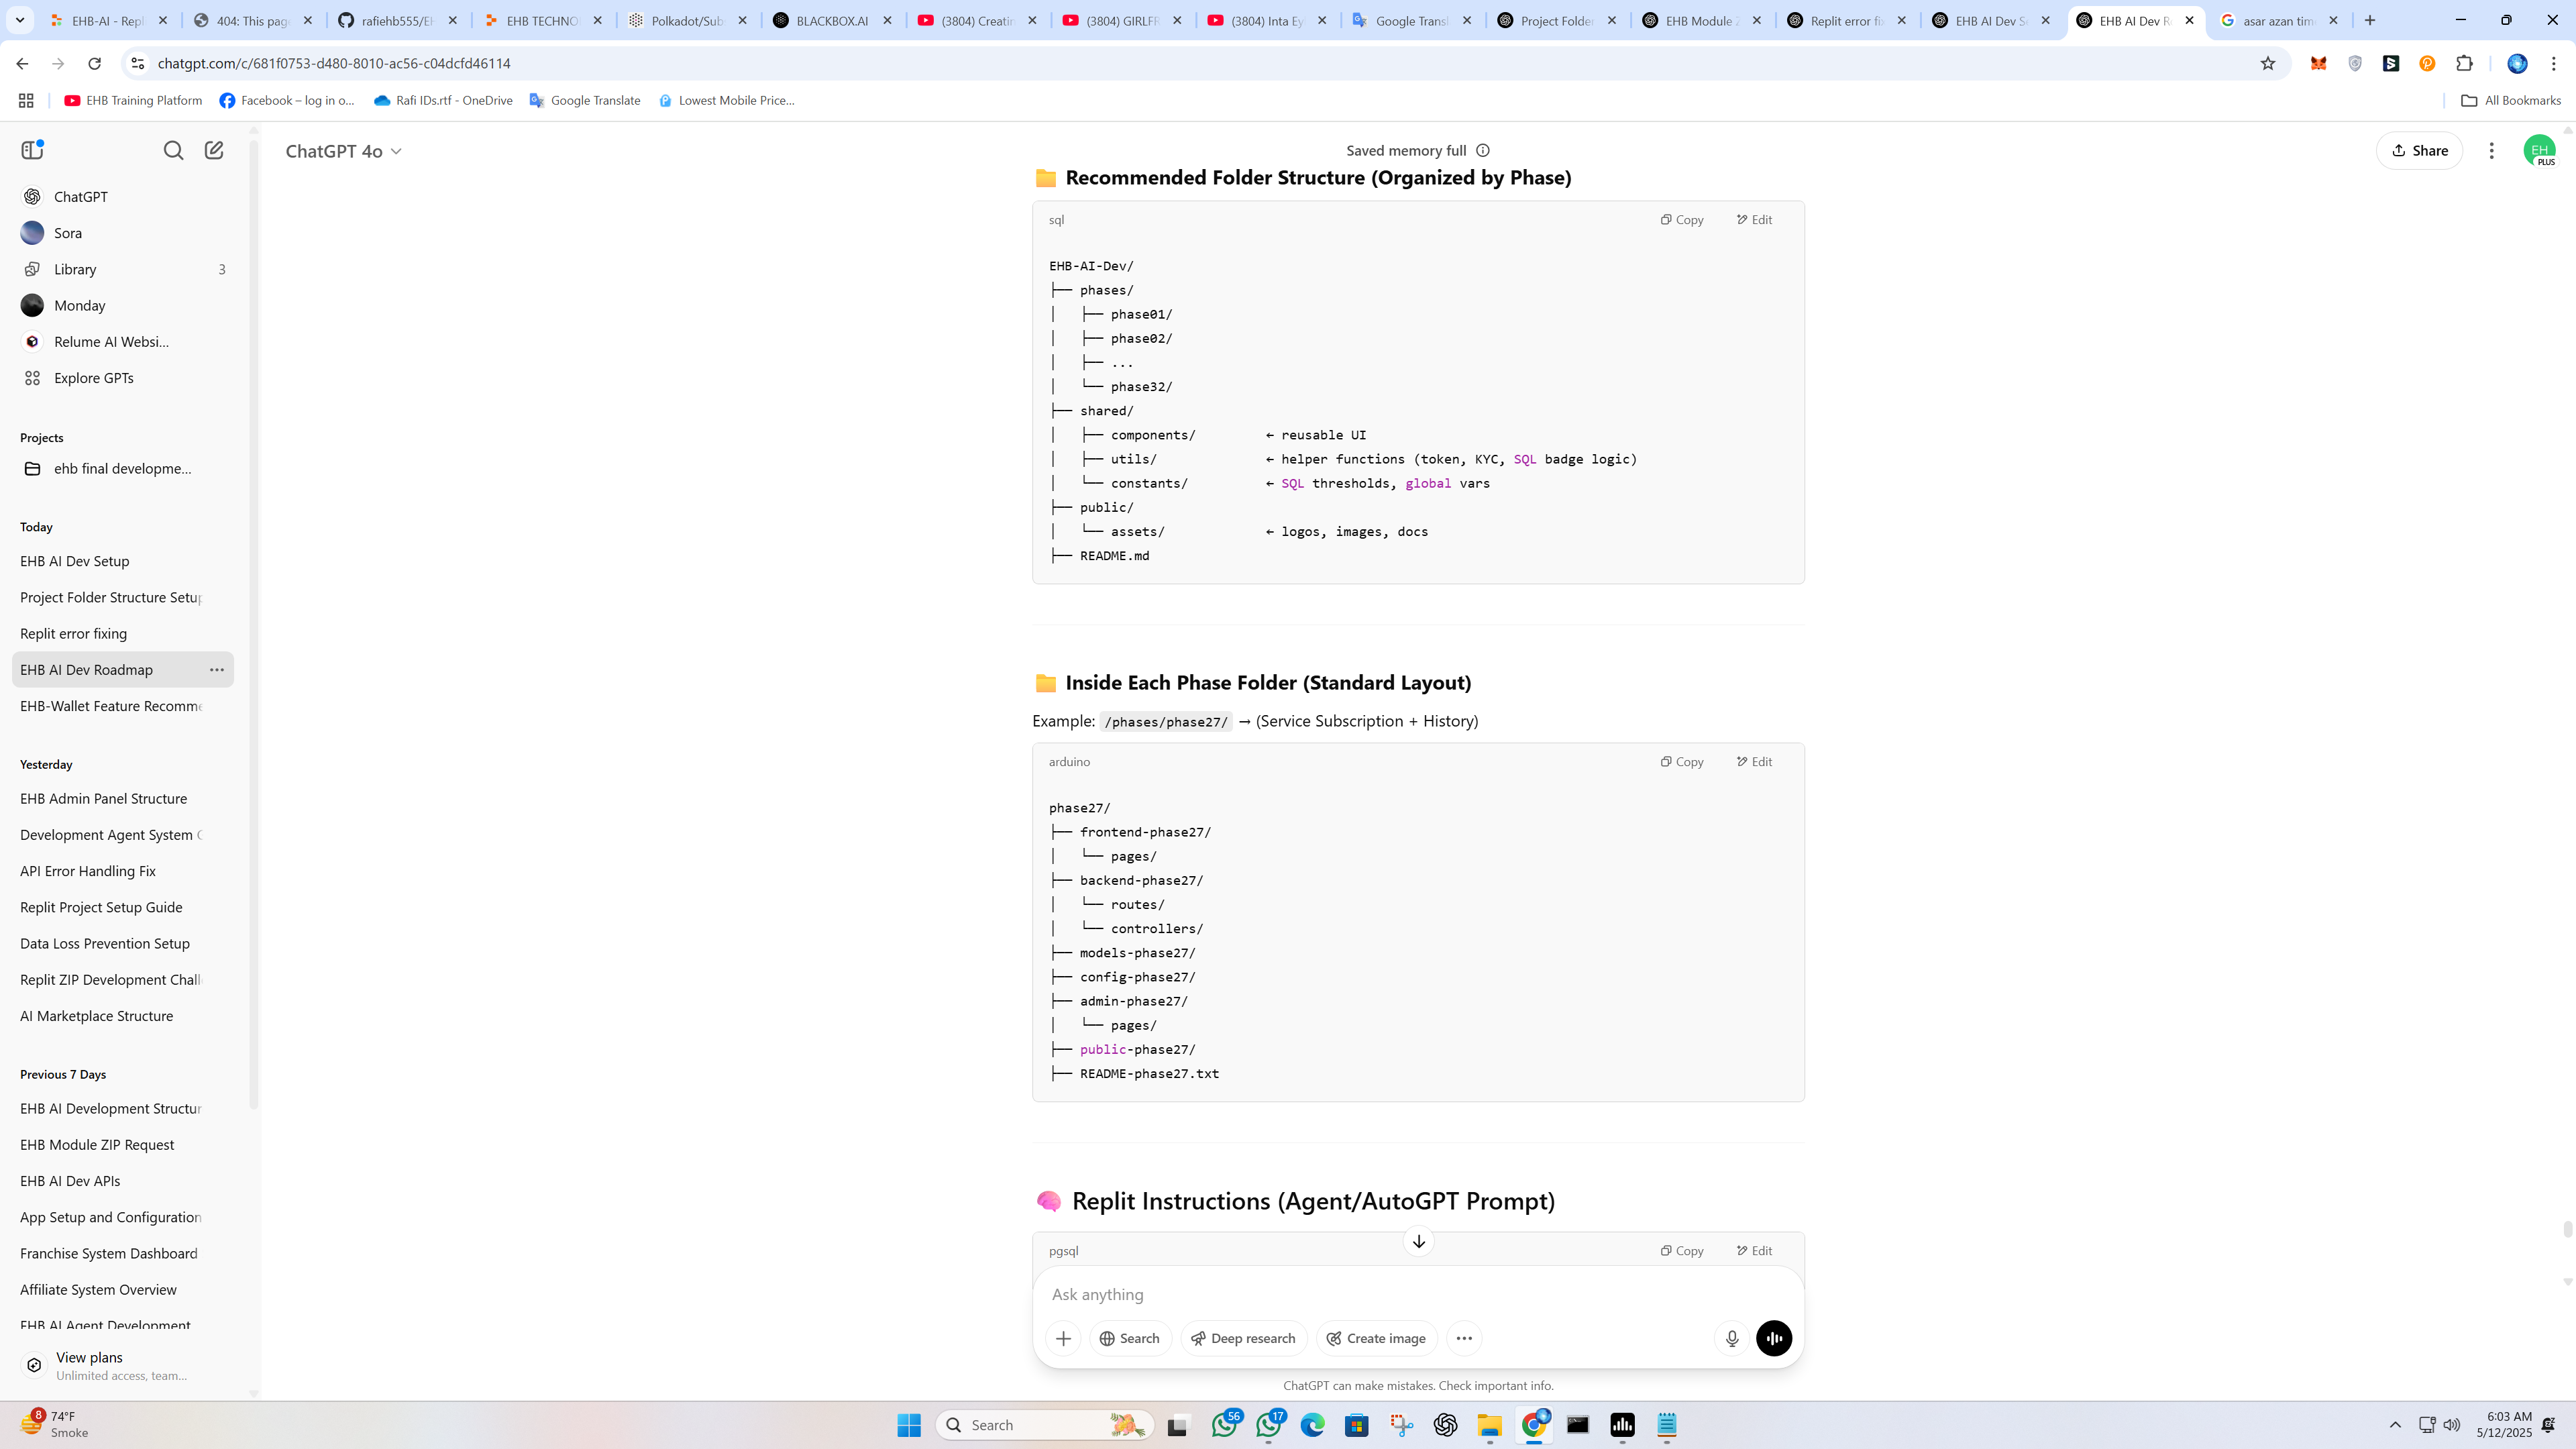 EHB-AI - Repl
404: This pag
rafiehb555/EH
EHB TECHNO
Polkadot/Sub
BLACKBOX.AI
(3804) Creatin
(3804) GIRLFR
(3804) Inta Ey
Google Transl
Project Folder
EHB Module Z
Replit error fix
EHB AI Dev Se
EHB AI Dev Ro
asar azan tim
chatgpt.com/c/681f0753-d480-8010-ac56-c04dcfd46114
EHB Training Platform
Facebook – log in o...
Rafi IDs.rtf - OneDrive
Google Translate
Lowest Mobile Price...
All Bookmarks
ChatGPT
Sora
Library 3
Monday
Relume AI Websi...
Explore GPTs
Projects
ehb final developme...
Today
EHB AI Dev Setup
Project Folder Structure Setup
Replit error fixing
EHB AI Dev Roadmap
EHB-Wallet Feature Recomme
Yesterday
EHB Admin Panel Structure
Development Agent System
API Error Handling Fix
Replit Project Setup Guide
Data Loss Prevention Setup
Replit ZIP Development Chall
AI Marketplace Structure
Previous 7 Days
EHB AI Development Structur
EHB Module ZIP Request
EHB AI Dev APIs
App Setup and Configuration
Franchise System Dashboard
Affiliate System Overview
EHB AI Agent Development
View plans
Unlimited access, team...
ChatGPT 4o
Saved memory full
Share
EH
PLUS
Recommended Folder Structure (Organized by Phase)
sql
Copy
Edit
EHB-AI-Dev/
├── phases/
│   ├── phase01/
│   ├── phase02/
│   ├── ...
│   └── phase32/
├── shared/
│   ├── components/         ← reusable UI
│   ├── utils/              ← helper functions (token, KYC, SQL badge logic)
│   └── constants/          ← SQL thresholds, global vars
├── public/
│   └── assets/             ← logos, images, docs
├── README.md
Inside Each Phase Folder (Standard Layout)
Example: /phases/phase27/ → (Service Subscription + History)
arduino
Copy
Edit
phase27/
├── frontend-phase27/
│   └── pages/
├── backend-phase27/
│   └── routes/
│   └── controllers/
├── models-phase27/
├── config-phase27/
├── admin-phase27/
│   └── pages/
├── public-phase27/
├── README-phase27.txt
Replit Instructions (Agent/AutoGPT Prompt)
pgsql
Copy
Edit
Ask anything
Search
Deep research
Create image
ChatGPT can make mistakes. Check important info.
8
74°F
Smoke
Search
56
17
6:03 AM
5/12/2025